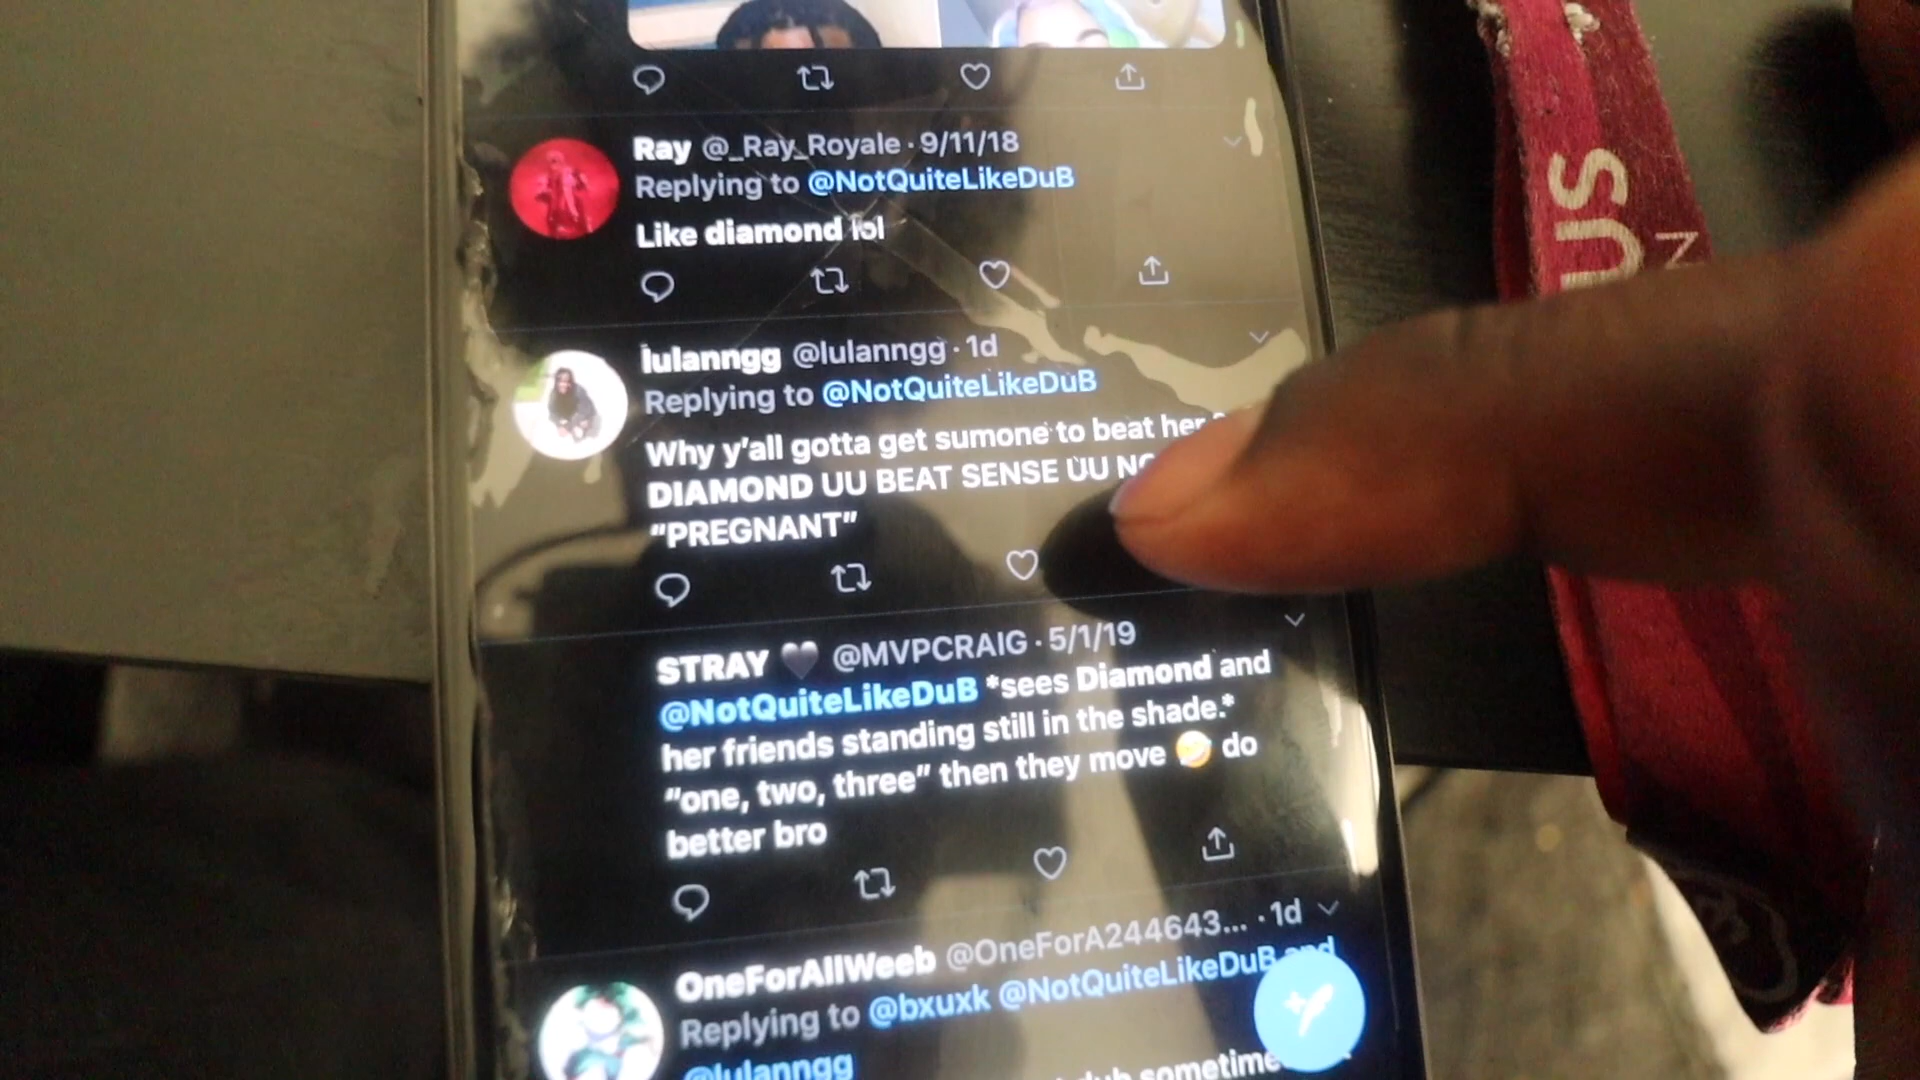 Ray @_Ray_Royale · 9/11/18
Replying to @NotQuiteLikeDuB
Like diamond lol
lulanngg @lulanngg · 1d
Replying to @NotQuiteLikeDuB
Why y'all gotta get sumone to beat her
DIAMOND UU BEAT SENSE UU
"PREGNANT"
STRAY 🖤 @MVPCRAIG · 5/1/19
@NotQuiteLikeDuB *sees Diamond and
her friends standing still in the shade.*
"one, two, three" then they move 🤣 do
better bro
OneForAllWeeb @OneForA244643... · 1d
Replying to @bxuxk @NotQuiteLikeDuB and
@lulanngg
sometime
US
N